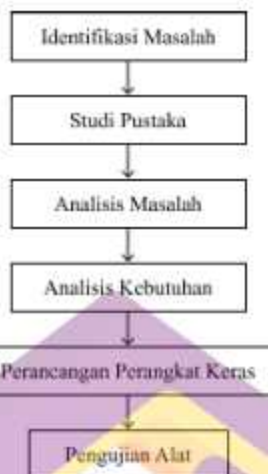 Identifikasi Masalah
Studi Pustaka
Analisis Masalah
Analisis Kebutuhan
Perancangan Perangkat Keras
Pengujian Alat